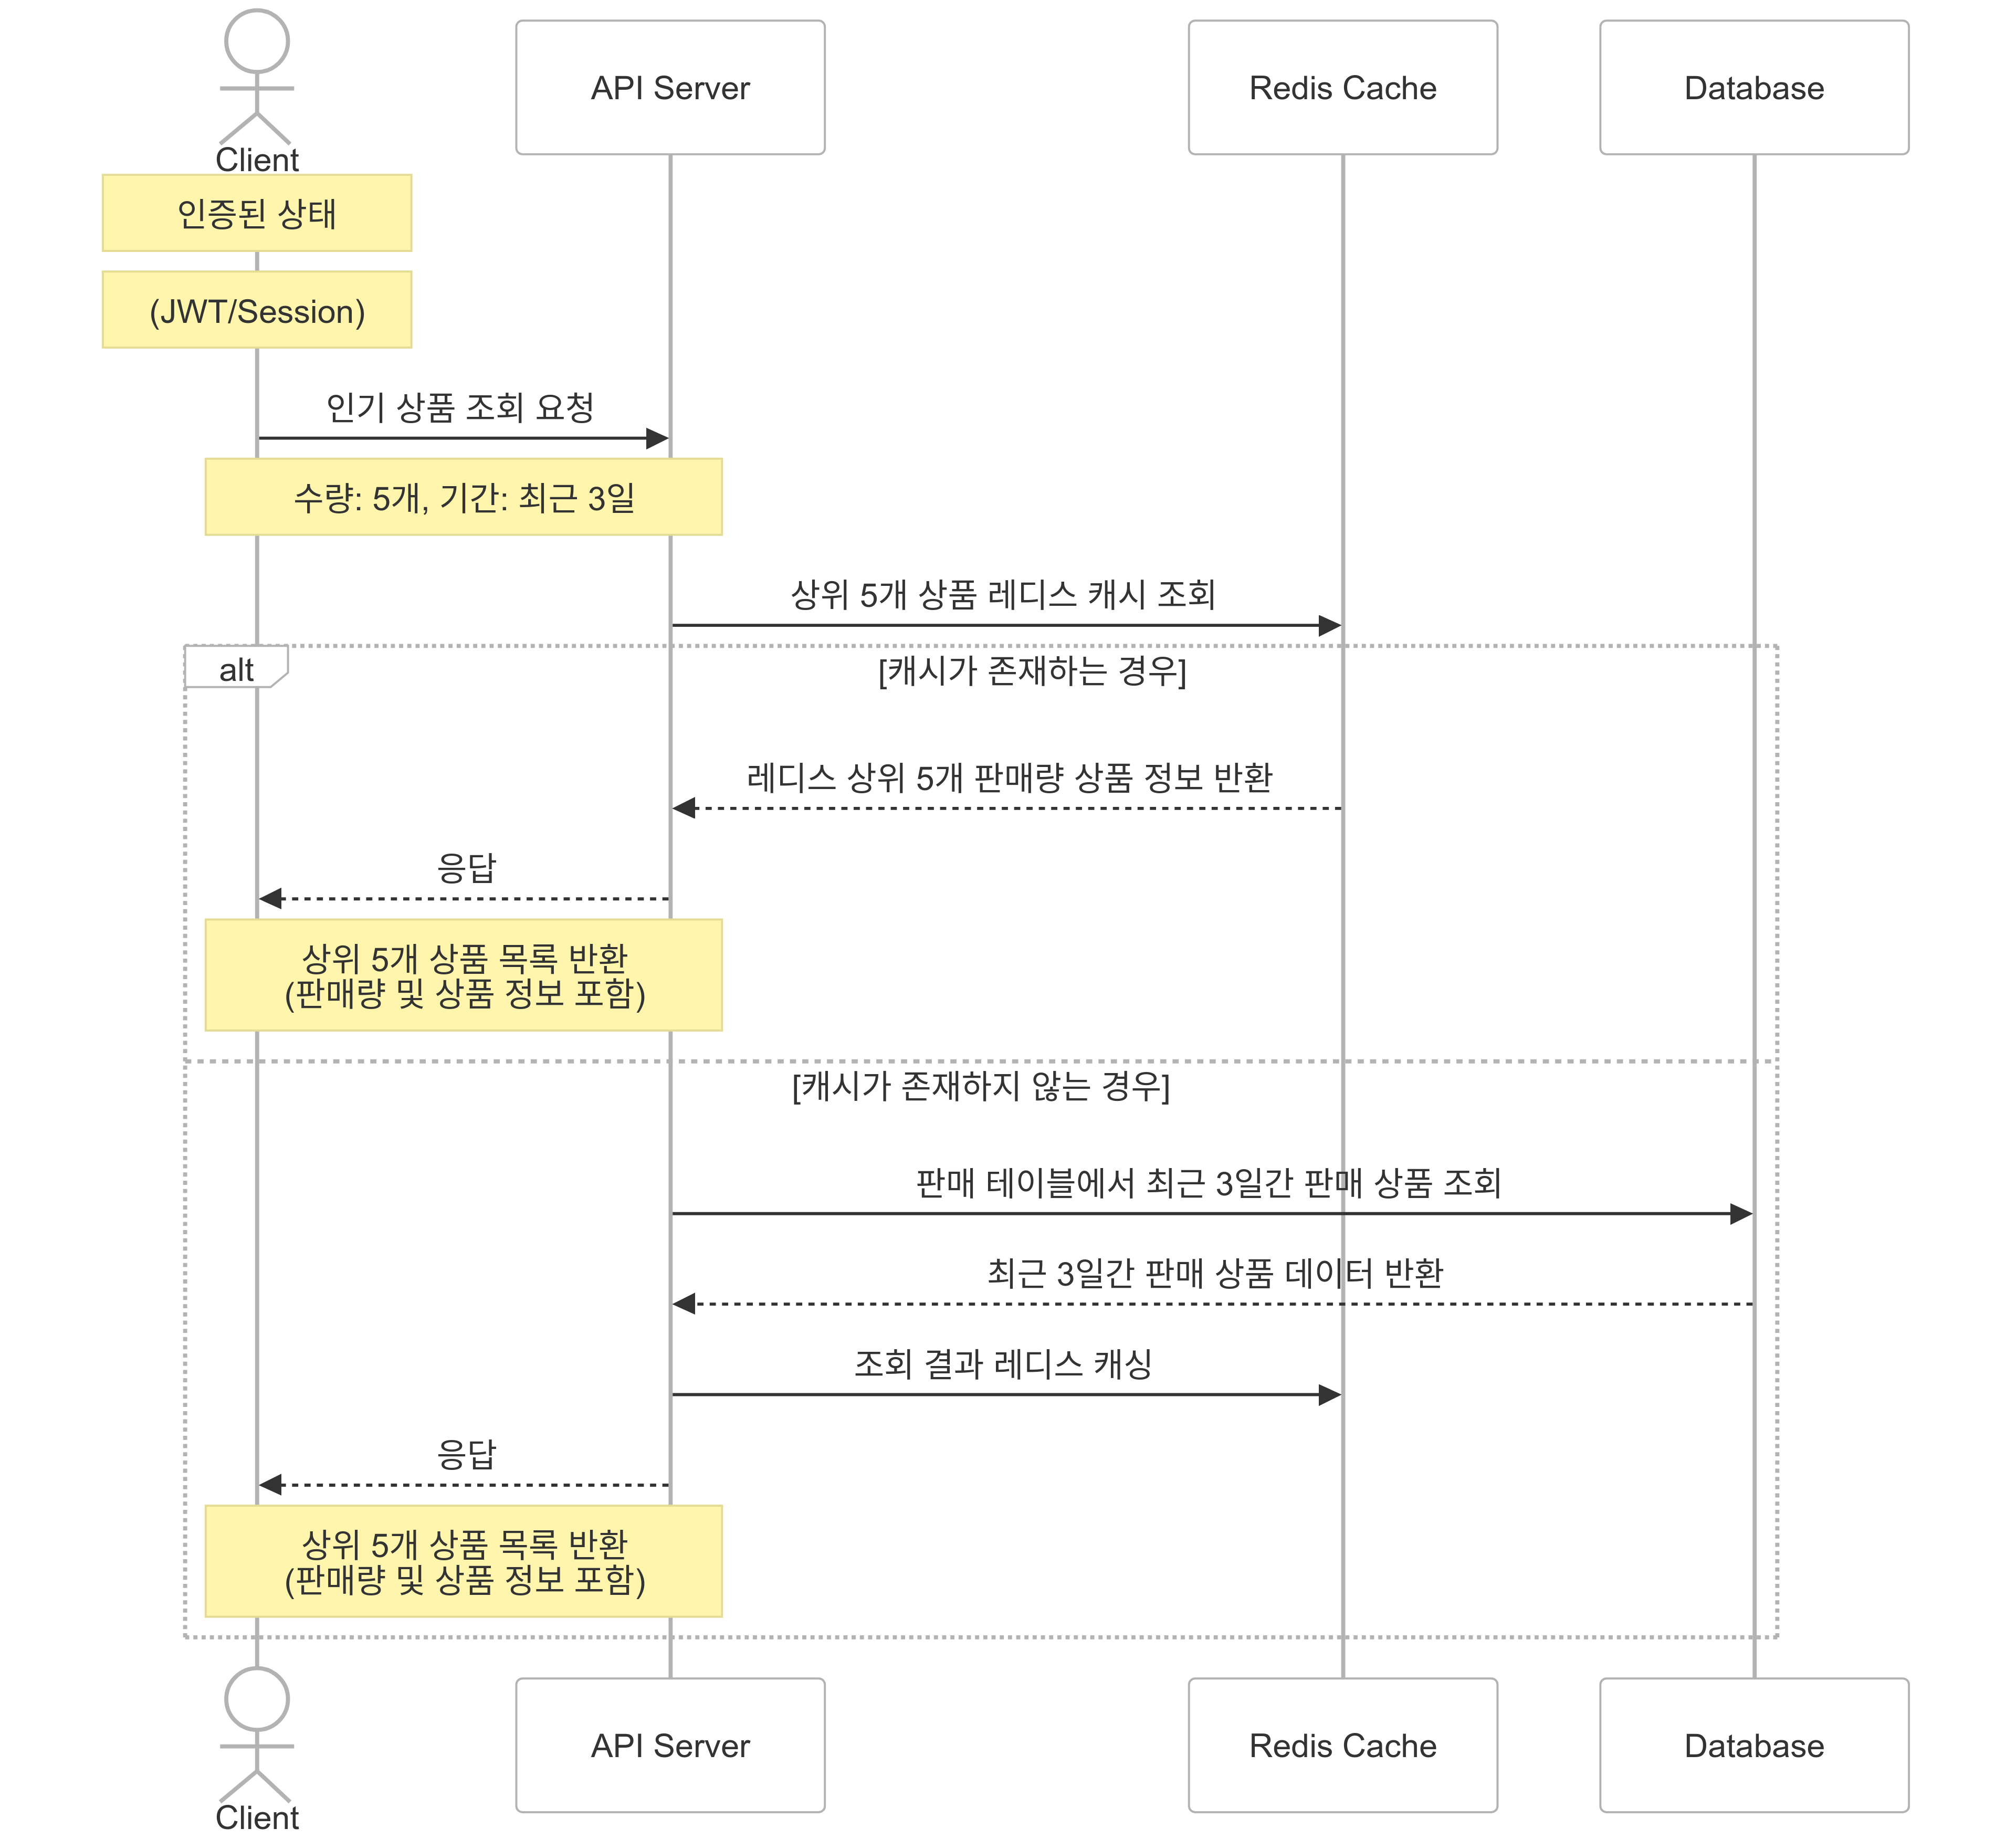 Client
API Server
Redis Cache
Database
인증된 상태
(JWT/Session)
인기 상품 조회 요청
수량: 5개, 기간: 최근 3일
상위 5개 상품 레디스 캐시 조회
alt
[캐시가 존재하는 경우]
레디스 상위 5개 판매량 상품 정보 반환
응답
상위 5개 상품 목록 반환
(판매량 및 상품 정보 포함)
[캐시가 존재하지 않는 경우]
판매 테이블에서 최근 3일간 판매 상품 조회
최근 3일간 판매 상품 데이터 반환
조회 결과 레디스 캐싱
응답
상위 5개 상품 목록 반환
(판매량 및 상품 정보 포함)
Client
API Server
Redis Cache
Database